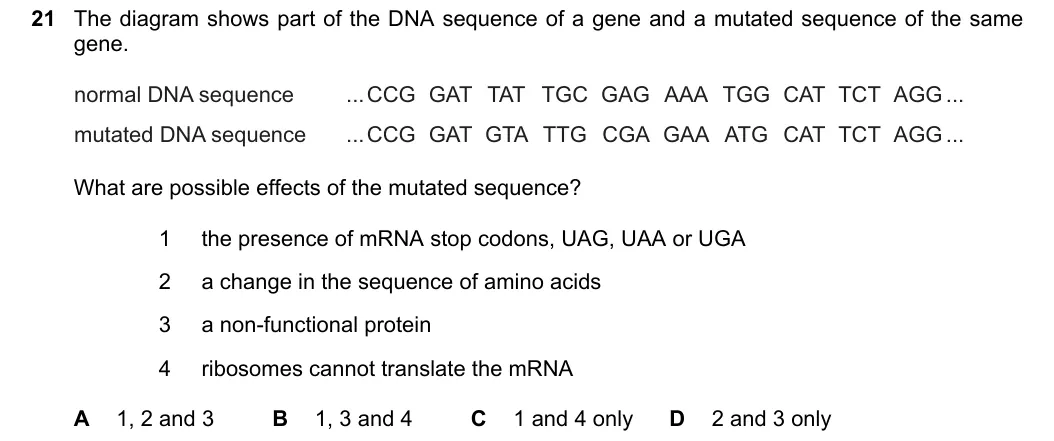 21 The diagram shows part of the DNA sequence of a gene and a mutated sequence of the same
gene.
normal DNA sequence ...CCG GAT TAT TGC GAG AAA TGG CAT TCT AGG...
mutated DNA sequence ...CCG GAT GTA TTG CGA GAA ATG CAT TCT AGG...
What are possible effects of the mutated sequence?
1 the presence of mRNA stop codons, UAG, UAA or UGA
2 a change in the sequence of amino acids
3 a non-functional protein
4 ribosomes cannot translate the mRNA
A 1, 2 and 3 B 1, 3 and 4 C 1 and 4 only D 2 and 3 only